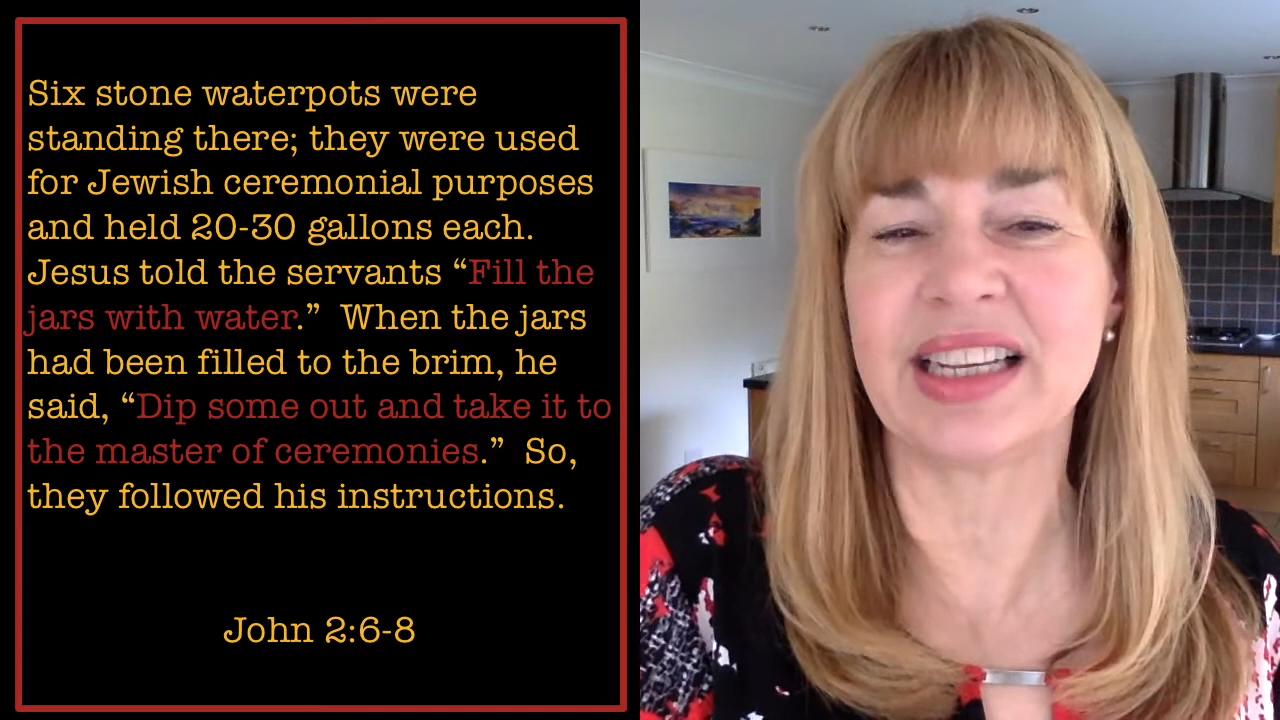 Six stone waterpots were
standing there; they were used
for Jewish ceremonial purposes
and held 20-30 gallons each.
Jesus told the servants “Fill the
jars with water.”  When the jars
had been filled to the brim, he
said, “Dip some out and take it to
the master of ceremonies.”  So,
they followed his instructions.
John 2:6-8